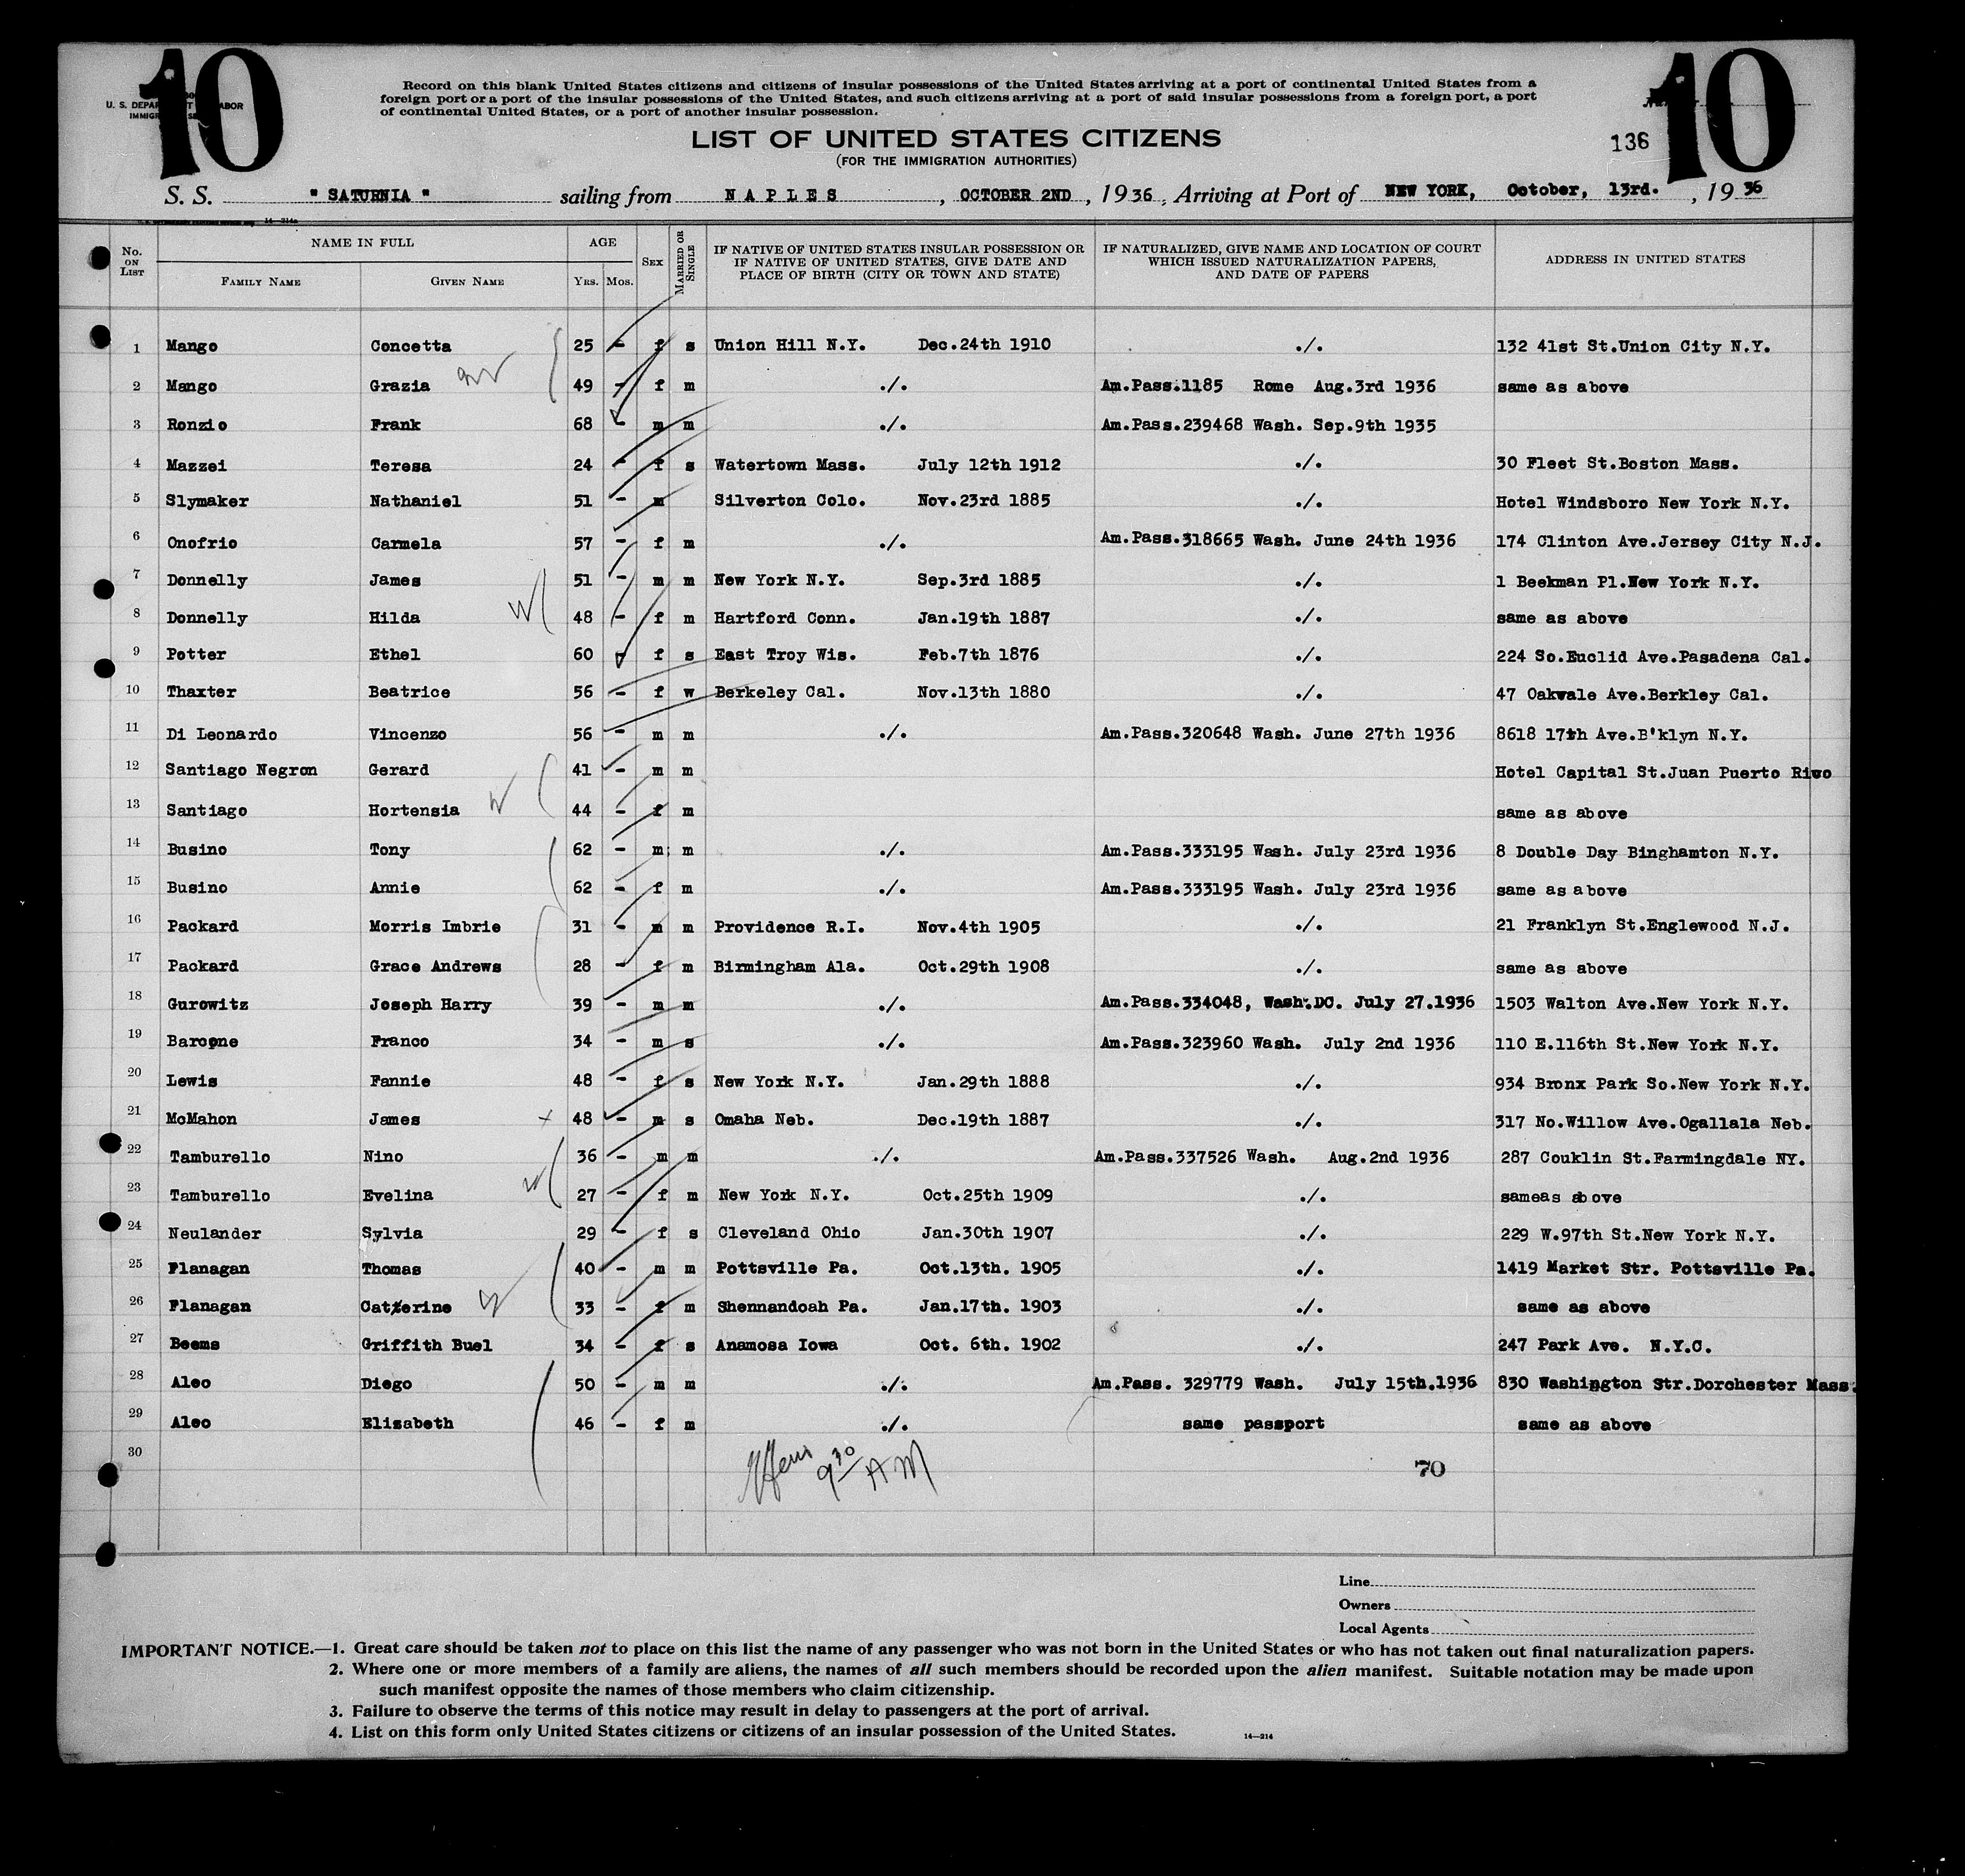 10
10
U. S. DEPARTMENT OF LABOR
Record on this blank United States citizens and citizens of insular possessions of the United States arriving at a port of continental United States from a
foreign port or a port of the insular possessions of the United States, and such citizens arriving at a port of said insular possessions from a foreign port, a port
of continental United States, or a port of another insular possession.
LIST OF UNITED STATES CITIZENS
(FOR THE IMMIGRATION AUTHORITIES)
136
S. S. " SATURNIA " sailing from NAPLES, OCTOBER 2ND, 1936, Arriving at Port of NEW YORK, October, 13rd., 1936
No. ON LIST NAME IN FULL AGE SEX MARRIED OR SINGLE IF NATIVE OF UNITED STATES INSULAR POSSESSION OR IF NATIVE OF UNITED STATES, GIVE DATE AND PLACE OF BIRTH (CITY OR TOWN AND STATE) IF NATURALIZED, GIVE NAME AND LOCATION OF COURT WHICH ISSUED NATURALIZATION PAPERS, AND DATE OF PAPERS ADDRESS IN UNITED STATES
FAMILY NAME GIVEN NAME YRS. MOS.
1 Mango Concetta 25 - f s Union Hill N.Y. Dec.24th 1910 ./. 132 41st St.Union City N.Y.
2 Mango Grazia 49 - f m ./. Am.Pass.1185 Rome Aug.3rd 1936 same as above
3 Ronzio Frank 68 - m m ./. Am.Pass.239468 Wash. Sep.9th 1935
4 Mazzei Teresa 24 - f s Watertown Mass. July 12th 1912 ./. 30 Fleet St.Boston Mass.
5 Slymaker Nathaniel 51 - m Silverton Colo. Nov.23rd 1885 ./. Hotel Windsboro New York N.Y.
6 Onofrio Carmela 57 - f m ./. Am.Pass.318665 Wash. June 24th 1936 174 Clinton Ave.Jersey City N.J.
7 Donnelly James 51 - m m New York N.Y. Sep.3rd 1885 ./. 1 Beekman Pl.New York N.Y.
8 Donnelly Hilda 48 - f m Hartford Conn. Jan.19th 1887 ./. same as above
9 Potter Ethel 60 - f s East Troy Wis. Feb.7th 1876 ./. 224 So.Euclid Ave.Pasadena Cal.
10 Thaxter Beatrice 56 - f w Berkeley Cal. Nov.13th 1880 ./. 47 Oakvale Ave.Berkley Cal.
11 Di Leonardo Vincenzo 56 - m m ./. Am.Pass.320648 Wash. June 27th 1936 8618 17th Ave.B'klyn N.Y.
12 Santiago Negron Gerard 41 - m m Hotel Capital St.Juan Puerto Rico
13 Santiago Hortensia 44 - f m same as above
14 Busino Tony 62 - m m ./. Am.Pass.333195 Wash. July 23rd 1936 8 Double Day Binghamton N.Y.
15 Busino Annie 62 - f m ./. Am.Pass.333195 Wash. July 23rd 1936 same as above
16 Packard Morris Imbrie 31 - m m Providence R.I. Nov.4th 1905 ./. 21 Franklyn St.Englewood N.J.
17 Packard Grace Andrews 28 - f m Birmingham Ala. Oct.29th 1908 ./. same as above
18 Gurowitz Joseph Harry 39 - m m ./. Am.Pass.334048, Wash.DC. July 27.1936 1503 Walton Ave.New York N.Y.
19 Barcone Franco 34 - m s ./. Am.Pass.323960 Wash. July 2nd 1936 110 E.116th St.New York N.Y.
20 Lewis Fannie 48 - f s New York N.Y. Jan.29th 1888 ./. 934 Bronx Park So.New York N.Y.
21 McMahon James 48 - m s Omaha Neb. Dec.19th 1887 ./. 317 No.Willow Ave.Ogallala Neb.
22 Tamburello Nino 36 - m m ./. Am.Pass.337526 Wash. Aug.2nd 1936 287 Couklin St.Farmingdale NY.
23 Tamburello Evelina 27 - f m New York N.Y. Oct.25th 1909 ./. sameas above
24 Neulander Sylvia 29 - f s Cleveland Ohio Jan.30th 1907 ./. 229 W.97th St.New York N.Y.
25 Flanagan Thomas 40 - m m Pottsville Pa. Oct.13th. 1905 ./. 1419 Market Str. Pottsville Pa.
26 Flanagan Catherine 33 - f m Shennandoah Pa. Jan.17th. 1903 ./. same as above
27 Beems Griffith Buel 34 - f s Anamosa Iowa Oct. 6th. 1902 ./. 247 Park Ave. N.Y.C.
28 Aleo Diego 50 - m m ./. Am.Pass. 329779 Wash. July 15th.1936 830 Washington Str.Dorchester Mass.
29 Aleo Elisabeth 46 - f m ./. same passport same as above
30
9 30 AM
70
Line
Owners
Local Agents
IMPORTANT NOTICE.—1. Great care should be taken not to place on this list the name of any passenger who was not born in the United States or who has not taken out final naturalization papers.
2. Where one or more members of a family are aliens, the names of all such members should be recorded upon the alien manifest. Suitable notation may be made upon
such manifest opposite the names of those members who claim citizenship.
3. Failure to observe the terms of this notice may result in delay to passengers at the port of arrival.
4. List on this form only United States citizens or citizens of an insular possession of the United States.
14—214